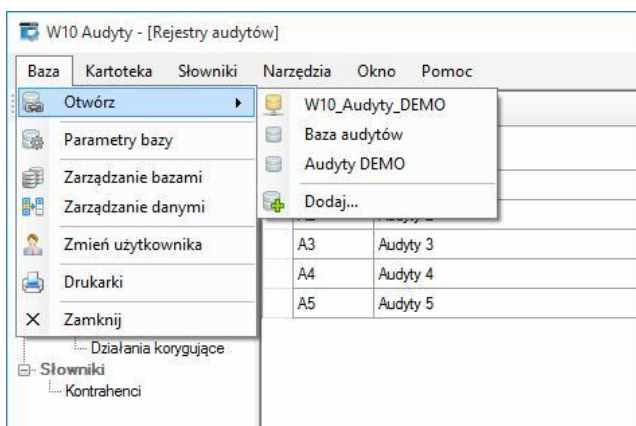 W10 Audyty - [Rejestry audytów]
Baza Kartoteka Słowniki Narzędzia Okno Pomoc
Otwórz
Parametry bazy
Zarządzanie bazami
Zarządzanie danymi
Zmień użytkownika
Drukarki
Zamknij
W10_Audyty_DEMO
Baza audytów
Audyty DEMO
Dodaj...
A3 Audyty 3
A4 Audyty 4
A5 Audyty 5
Działania korygujące
Słowniki
Kontrahenci